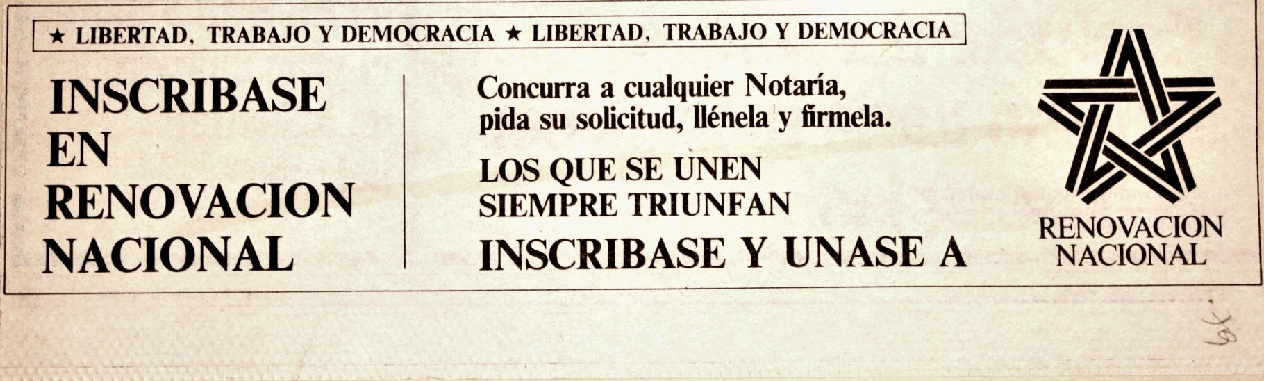 ★ LIBERTAD, TRABAJO Y DEMOCRACIA ★ LIBERTAD, TRABAJO Y DEMOCRACIA
INSCRIBASE
EN
RENOVACION
NACIONAL
Concurra a cualquier Notaría,
pida su solicitud, llénela y fírmela.
LOS QUE SE UNEN
SIEMPRE TRIUNFAN
INSCRIBASE Y UNASE A
RENOVACION
NACIONAL